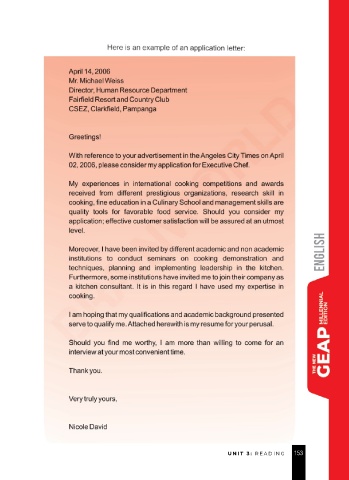 Here is an example of an application letter:
April 14, 2006
Mr. Michael Weiss
Director, Human Resource Department
Fairfield Resort and Country Club
CSEZ, Clarkfield, Pampanga
Greetings!
With reference to your advertisement in the Angeles City Times on April
02, 2006, please consider my application for Executive Chef.
My experiences in international cooking competitions and awards
received from different prestigious organizations, research skill in
cooking, fine education in a Culinary School and management skills are
quality tools for favorable food service. Should you consider my
application; effective customer satisfaction will be assured at an utmost
level.
Moreover, I have been invited by different academic and non academic
institutions to conduct seminars on cooking demonstration and
techniques, planning and implementing leadership in the kitchen.
Furthermore, some institutions have invited me to join their company as
a kitchen consultant. It is in this regard I have used my expertise in
cooking.
I am hoping that my qualifications and academic background presented
serve to qualify me. Attached herewith is my resume for your perusal.
Should you find me worthy, I am more than willing to come for an
interview at your most convenient time.
Thank you.
Very truly yours,
Nicole David
ENGLISH
THE NEW
GEAP
MILLENNIAL
EDITION
UNIT 3: READING 153